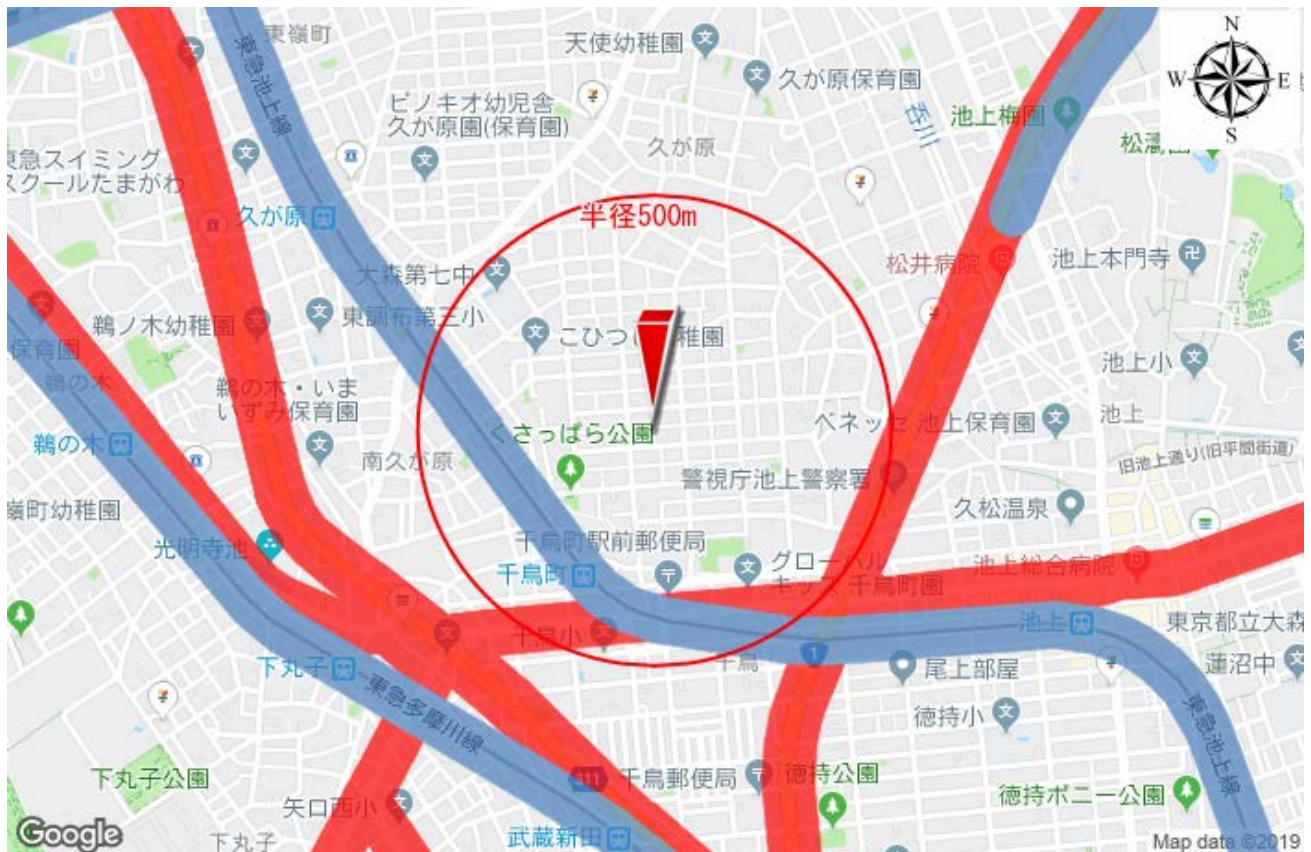 東嶺町
天使幼稚園
N
久が原保育園
東急池上線
W
E
ピノキオ幼児舎
久が原園(保育園)
呑川
池上梅園
S
久が原
東急スイミング
スクールたまがわ
久が原
半径500m
大森第七中
松井病院
池上本門寺
鵜ノ木幼稚園
東調布第三小
保育園
鵜の木
鵜の木・いま
いずみ保育園
池上小
くさっぱら公園
ベネッセ 池上保育園
池上
鵜の木
南久が原
警視庁池上警察署
旧池上通り(旧平間街道)
嶺町幼稚園
久松温泉
光明寺池
千鳥町駅前郵便局
千鳥町
グローバル
キッズ 千鳥町園
池上総合病院
千鳥小
池上
東京都立大森
下丸子
千鳥
1
尾上部屋
蓮沼中
東急多摩川線
徳持小
東急池上線
下丸子公園
311
千鳥郵便局
徳持公園
矢口西小
徳持ポニー公園
Google
下丸子
武蔵新田
Map data ©2019